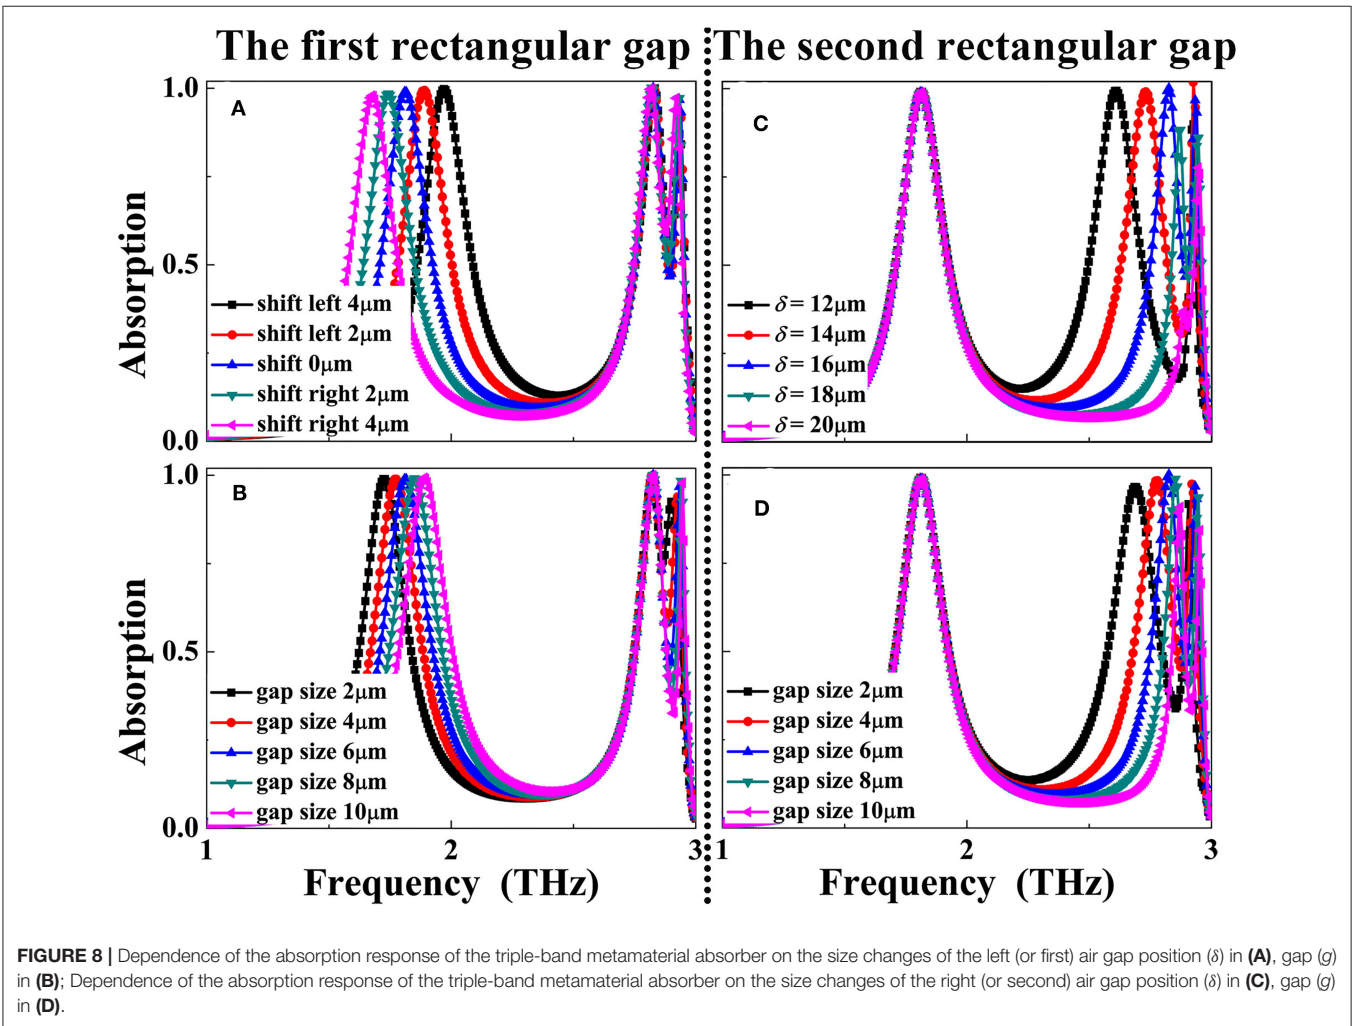 The first rectangular gap The second rectangular gap
A
1.0
0.5
0.0
Absorption
shift left 4μm
shift left 2μm
shift 0μm
shift right 2μm
shift right 4μm
C
δ = 12μm
δ = 14μm
δ = 16μm
δ = 18μm
δ = 20μm
B
1.0
0.5
0.0
Absorption
gap size 2μm
gap size 4μm
gap size 6μm
gap size 8μm
gap size 10μm
1 2 3
Frequency (THz)
D
gap size 2μm
gap size 4μm
gap size 6μm
gap size 8μm
gap size 10μm
1 2 3
Frequency (THz)
FIGURE 8 | Dependence of the absorption response of the triple-band metamaterial absorber on the size changes of the left (or first) air gap position (δ) in (A), gap (g)
in (B); Dependence of the absorption response of the triple-band metamaterial absorber on the size changes of the right (or second) air gap position (δ) in (C), gap (g)
in (D).